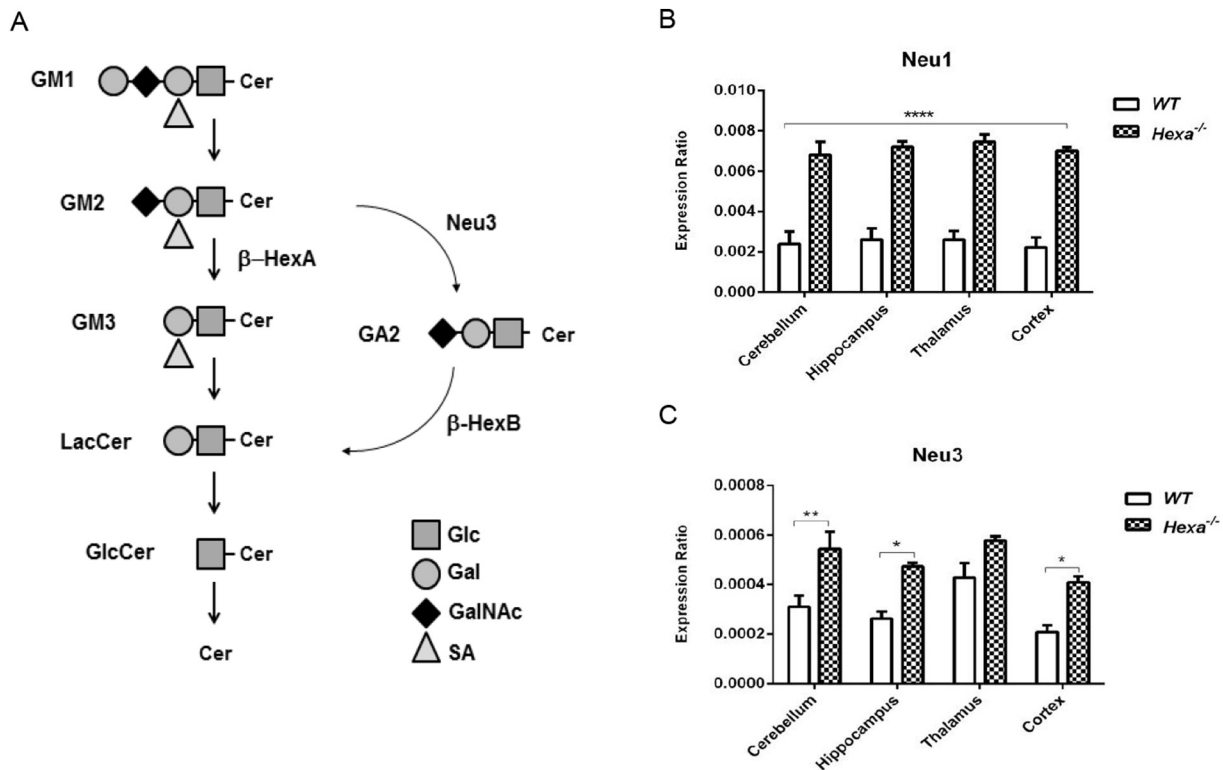 A
GM1
Cer
GM2
Cer
Neu3
β–HexA
GM3
Cer
GA2
Cer
β-HexB
LacCer
Cer
GlcCer
Cer
Cer
Glc
Gal
GalNAc
SA
B
Neu1
Expression Ratio
0.010
0.008
0.006
0.004
0.002
0.000
****
WT
Hexa-/-
Cerebellum
Hippocampus
Thalamus
Cortex
C
Neu3
Expression Ratio
0.0008
0.0006
0.0004
0.0002
0.0000
**
*
*
WT
Hexa-/-
Cerebellum
Hippocampus
Thalamus
Cortex